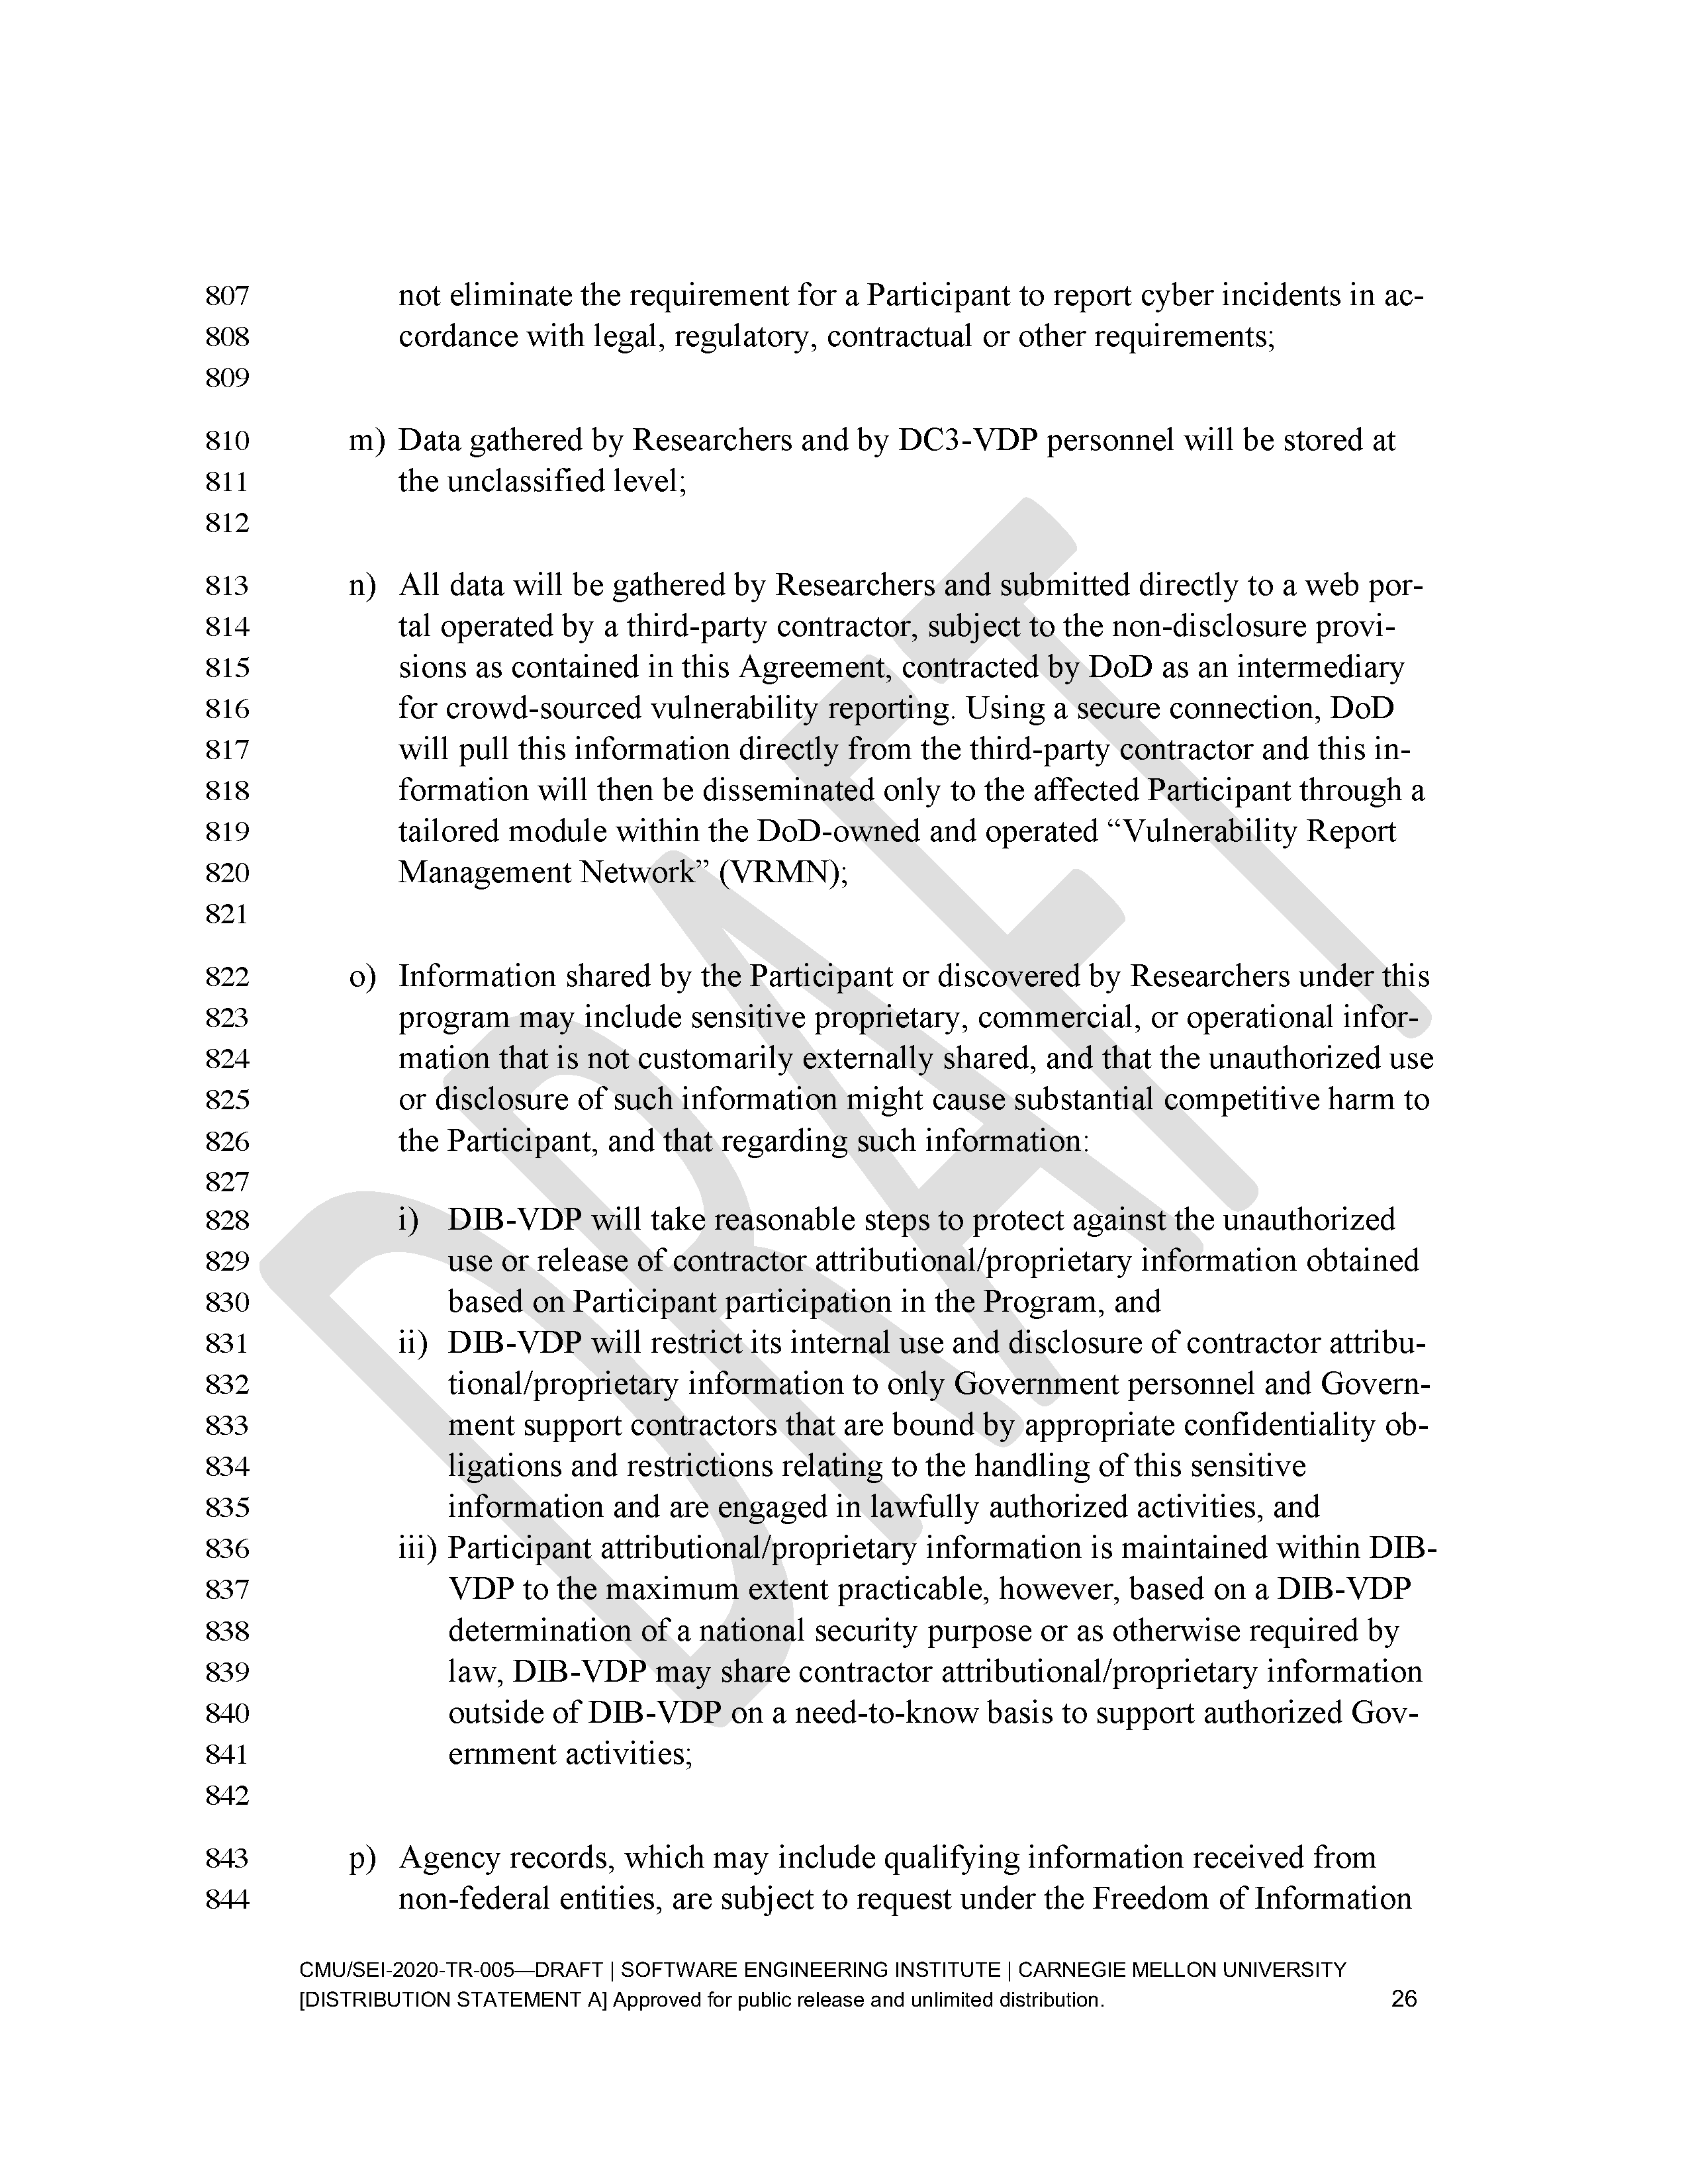 807 not eliminate the requirement for a Participant to report cyber incidents in ac-
808 cordance with legal, regulatory, contractual or other requirements;
809
810 m) Data gathered by Researchers and by DC3-VDP personnel will be stored at
811 the unclassified level;
812
813 n) All data will be gathered by Researchers and submitted directly to a web por-
814 tal operated by a third-party contractor, subject to the non-disclosure provi-
815 sions as contained in this Agreement, contracted by DoD as an intermediary
816 for crowd-sourced vulnerability reporting. Using a secure connection, DoD
817 will pull this information directly from the third-party contractor and this in-
818 formation will then be disseminated only to the affected Participant through a
819 tailored module within the DoD-owned and operated “Vulnerability Report
820 Management Network” (VRMN);
821
822 o) Information shared by the Participant or discovered by Researchers under this
823 program may include sensitive proprietary, commercial, or operational infor-
824 mation that is not customarily externally shared, and that the unauthorized use
825 or disclosure of such information might cause substantial competitive harm to
826 the Participant, and that regarding such information:
827
828 i) DIB-VDP will take reasonable steps to protect against the unauthorized
829 use or release of contractor attributional/proprietary information obtained
830 based on Participant participation in the Program, and
831 ii) DIB-VDP will restrict its internal use and disclosure of contractor attribu-
832 tional/proprietary information to only Government personnel and Govern-
833 ment support contractors that are bound by appropriate confidentiality ob-
834 ligations and restrictions relating to the handling of this sensitive
835 information and are engaged in lawfully authorized activities, and
836 iii) Participant attributional/proprietary information is maintained within DIB-
837 VDP to the maximum extent practicable, however, based on a DIB-VDP
838 determination of a national security purpose or as otherwise required by
839 law, DIB-VDP may share contractor attributional/proprietary information
840 outside of DIB-VDP on a need-to-know basis to support authorized Gov-
841 ernment activities;
842
843 p) Agency records, which may include qualifying information received from
844 non-federal entities, are subject to request under the Freedom of Information
DRAFT
CMU/SEI-2020-TR-005—DRAFT | SOFTWARE ENGINEERING INSTITUTE | CARNEGIE MELLON UNIVERSITY
[DISTRIBUTION STATEMENT A] Approved for public release and unlimited distribution. 26